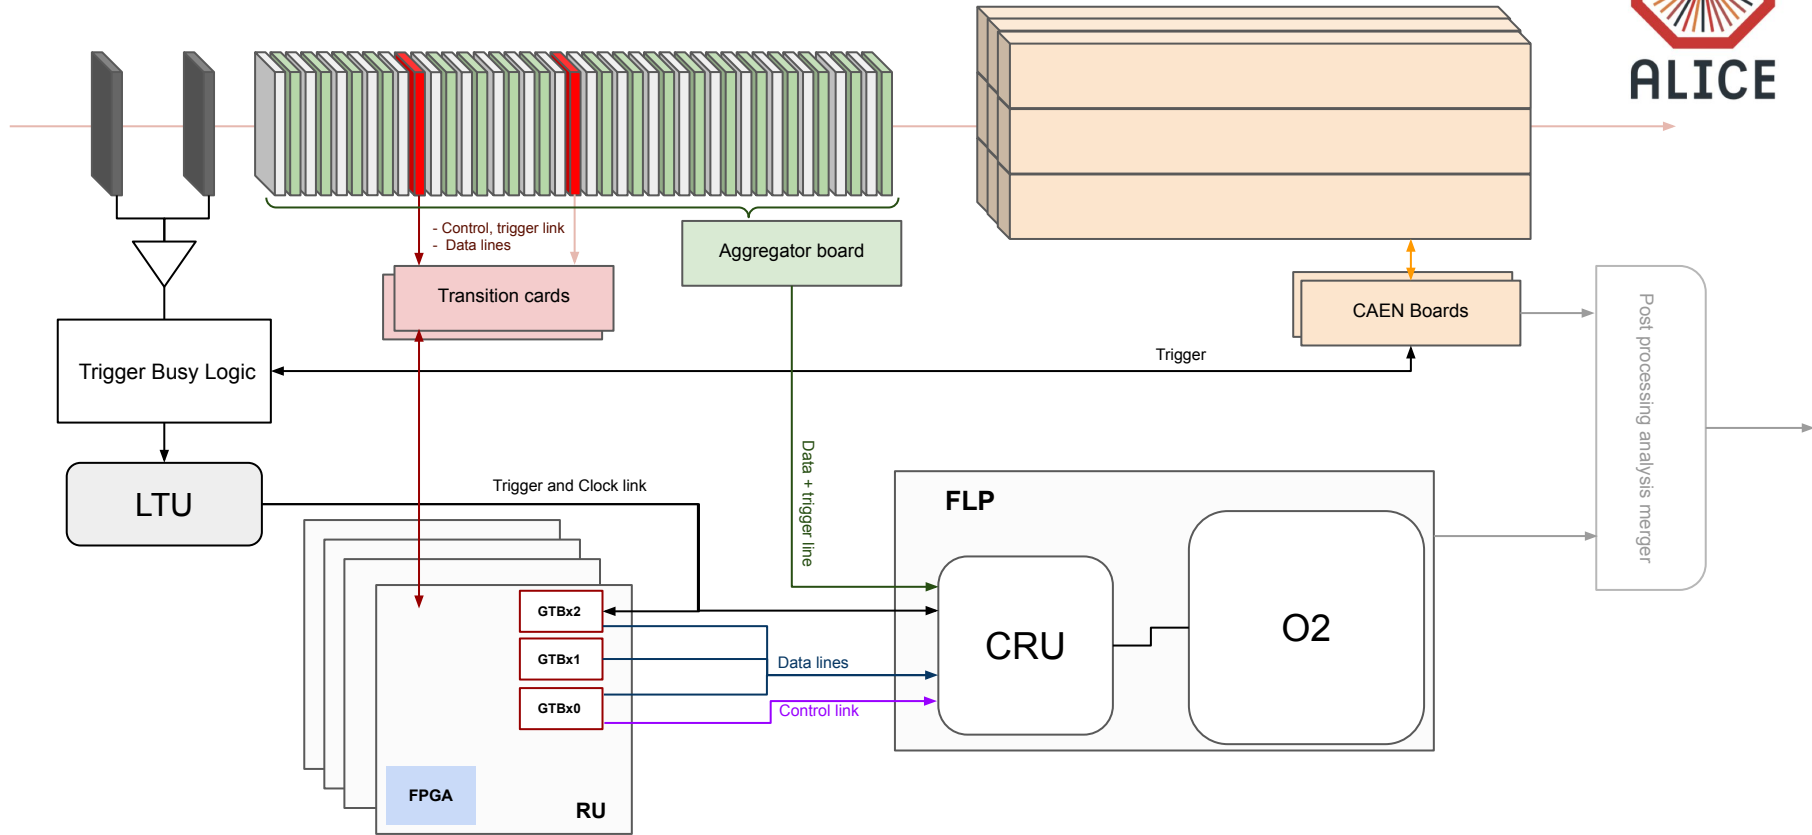 ALICE
- Control, trigger link
- Data lines
Aggregator board
Transition cards
CAEN Boards
Trigger Busy Logic
Trigger
Post processing analysis merger
LTU
Trigger and Clock link
Data + trigger line
FLP
GTBx2
GTBx1
GTBx0
Data lines
Control link
CRU
O2
FPGA
RU